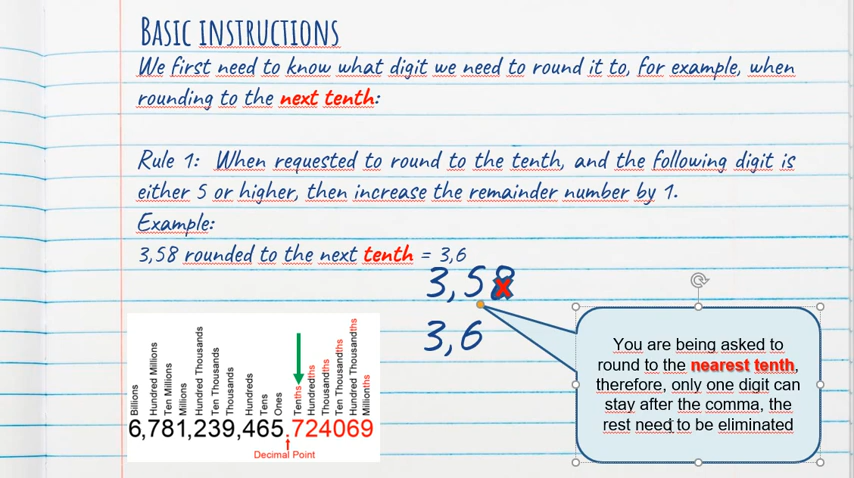 BASIC INSTRUCTIONS
We first need to know what digit we need to round it to, for example, when
rounding to the next tenth:
Rule 1: When requested to round to the tenth, and the following digit is
either 5 or higher, then increase the remainder number by 1.
Example:
3,58 rounded to the next tenth = 3,6
3,58
3,6
You are being asked to
round to the nearest tenth,
therefore, only one digit can
stay after the comma, the
rest need to be eliminated
Billions
Hundred Millions
Ten Millions
Millions
Hundred Thousands
Ten Thousands
Thousands
Hundreds
Tens
Ones
Tenths
Hundredths
Thousandths
Ten Thousandths
Hundred Thousandths
Millionths
6,781,239,465.724069
Decimal Point